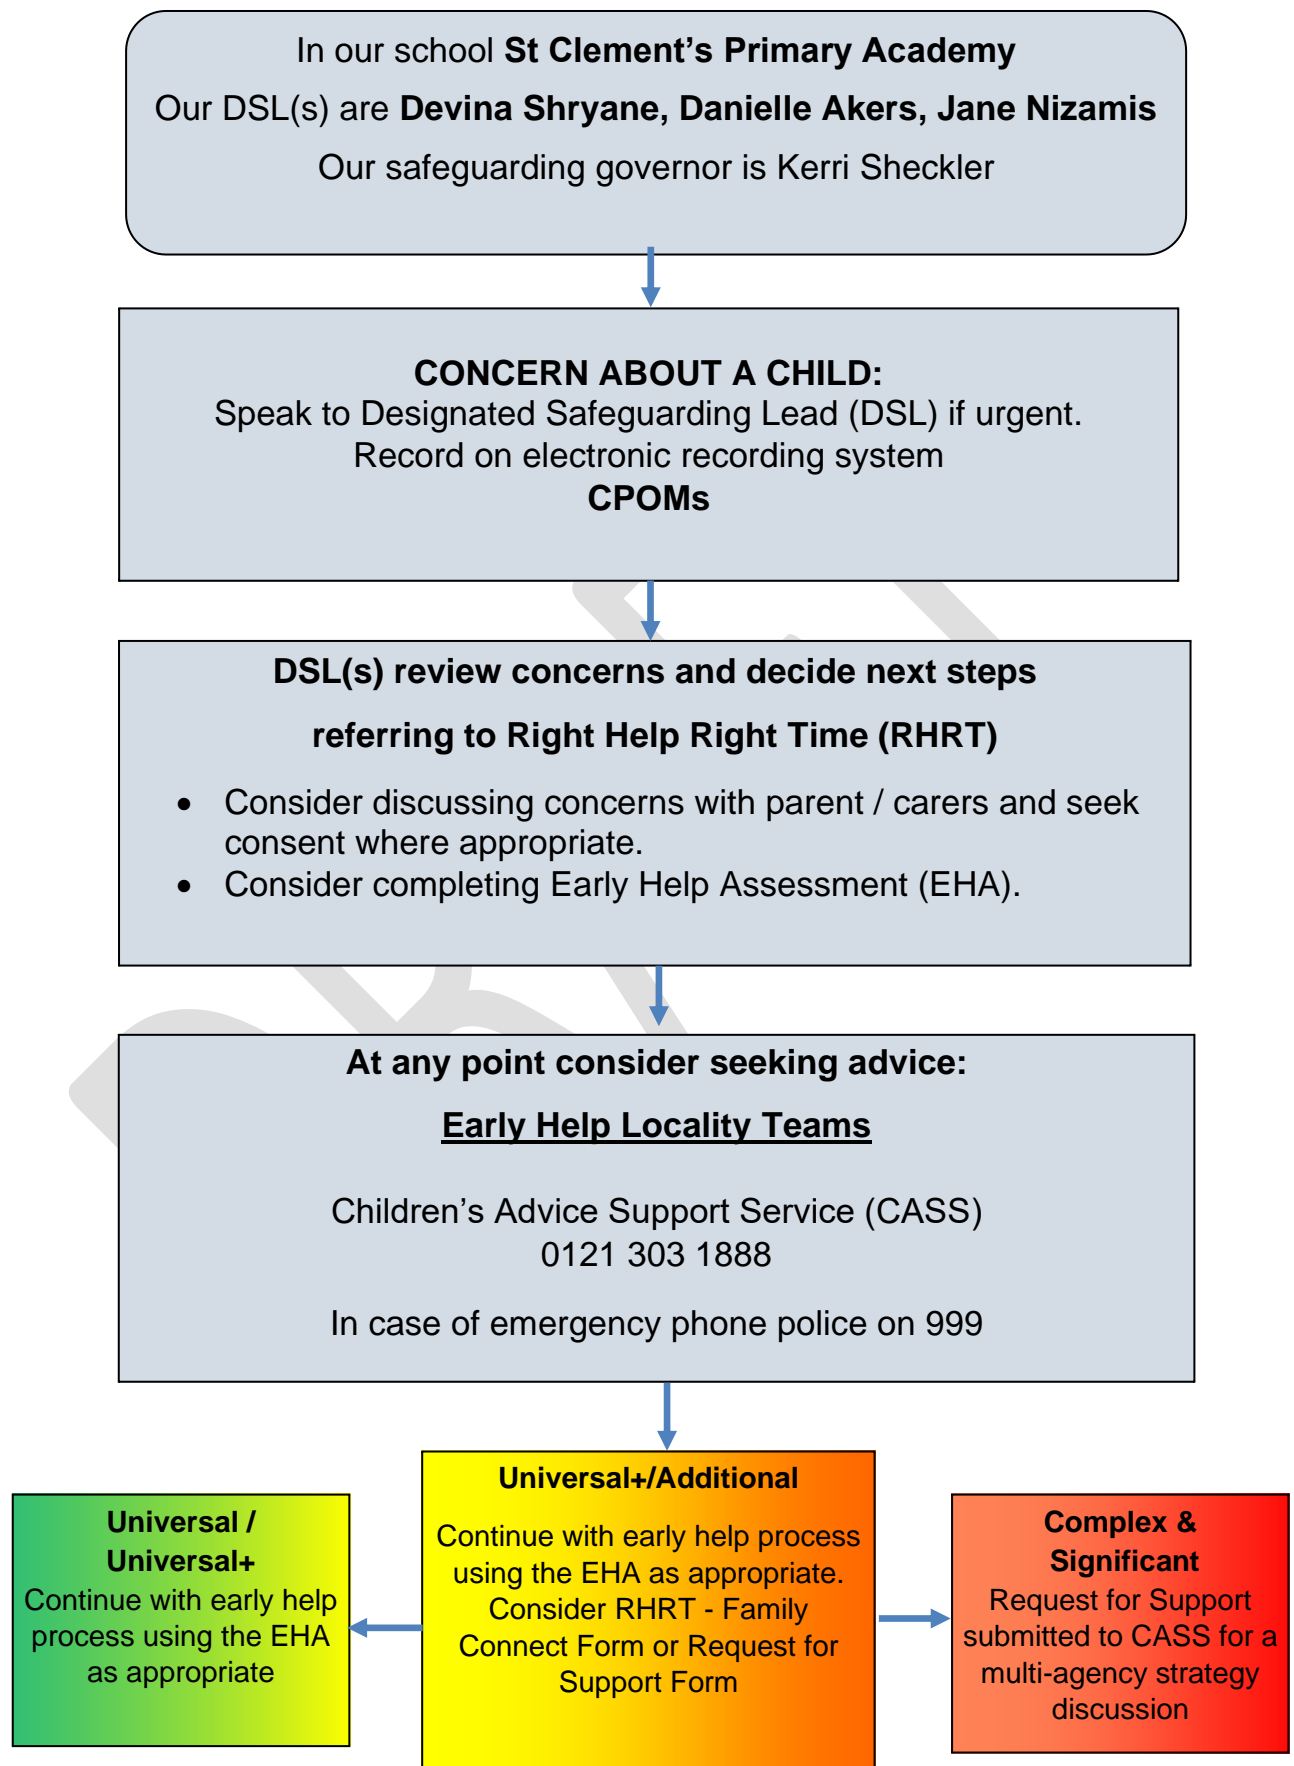 In our school St Clement’s Primary Academy
Our DSL(s) are Devina Shryane, Danielle Akers, Jane Nizamis
Our safeguarding governor is Kerri Sheckler
CONCERN ABOUT A CHILD:
Speak to Designated Safeguarding Lead (DSL) if urgent.
Record on electronic recording system
CPOMs
DSL(s) review concerns and decide next steps
referring to Right Help Right Time (RHRT)
• Consider discussing concerns with parent / carers and seek
consent where appropriate.
• Consider completing Early Help Assessment (EHA).
At any point consider seeking advice:
Early Help Locality Teams
Children’s Advice Support Service (CASS)
0121 303 1888
In case of emergency phone police on 999
Universal /
Universal+
Continue with early help
process using the EHA
as appropriate
Universal+/Additional
Continue with early help process
using the EHA as appropriate.
Consider RHRT - Family
Connect Form or Request for
Support Form
Complex &
Significant
Request for Support
submitted to CASS for a
multi-agency strategy
discussion